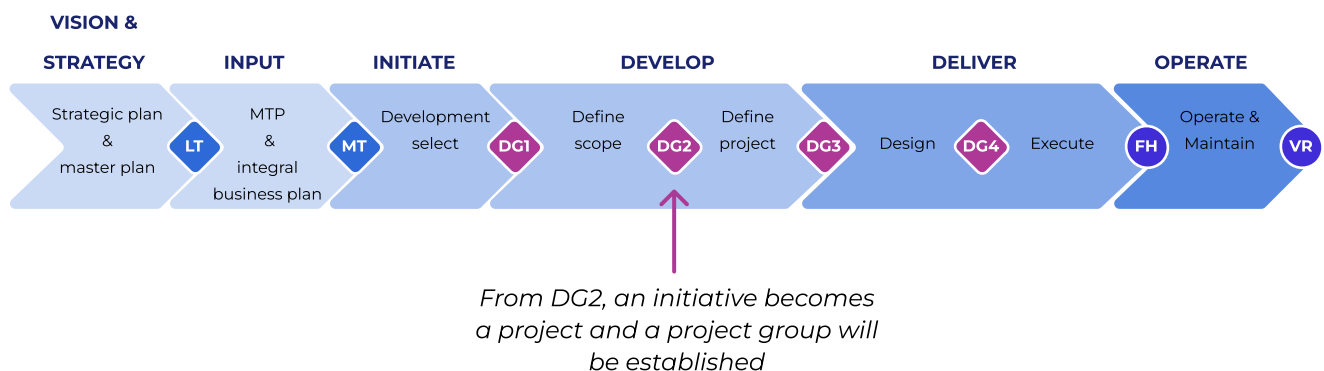 VISION &
STRATEGY
INPUT
INITIATE
DEVELOP
DELIVER
OPERATE
Strategic plan
&
master plan
LT
MTP
&
integral
business plan
MT
Development
select
DG1
Define
scope
DG2
Define
project
DG3
Design
DG4
Execute
FH
Operate &
Maintain
VR
From DG2, an initiative becomes
a project and a project group will
be established